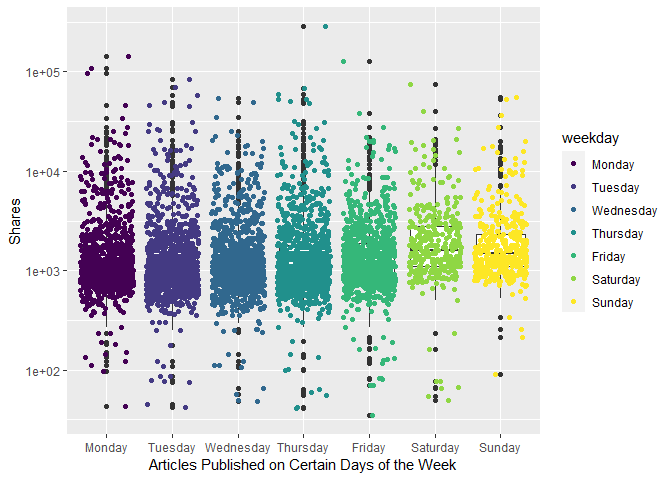 1e+05
1e+04
1e+03
1e+02
Shares
Monday Tuesday Wednesday Thursday Friday Saturday Sunday
Articles Published on Certain Days of the Week
weekday
Monday
Tuesday
Wednesday
Thursday
Friday
Saturday
Sunday